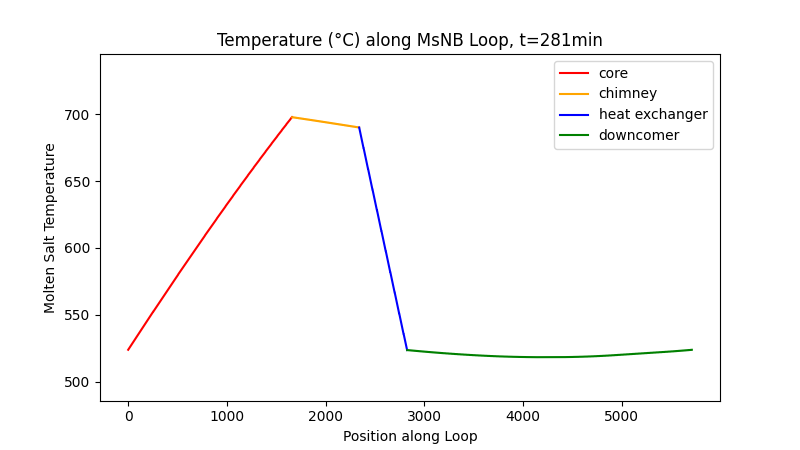 Temperature (°C) along MsNB Loop, t=281min
core
chimney
heat exchanger
downcomer
Molten Salt Temperature
700
650
600
550
500
0 1000 2000 3000 4000 5000
Position along Loop